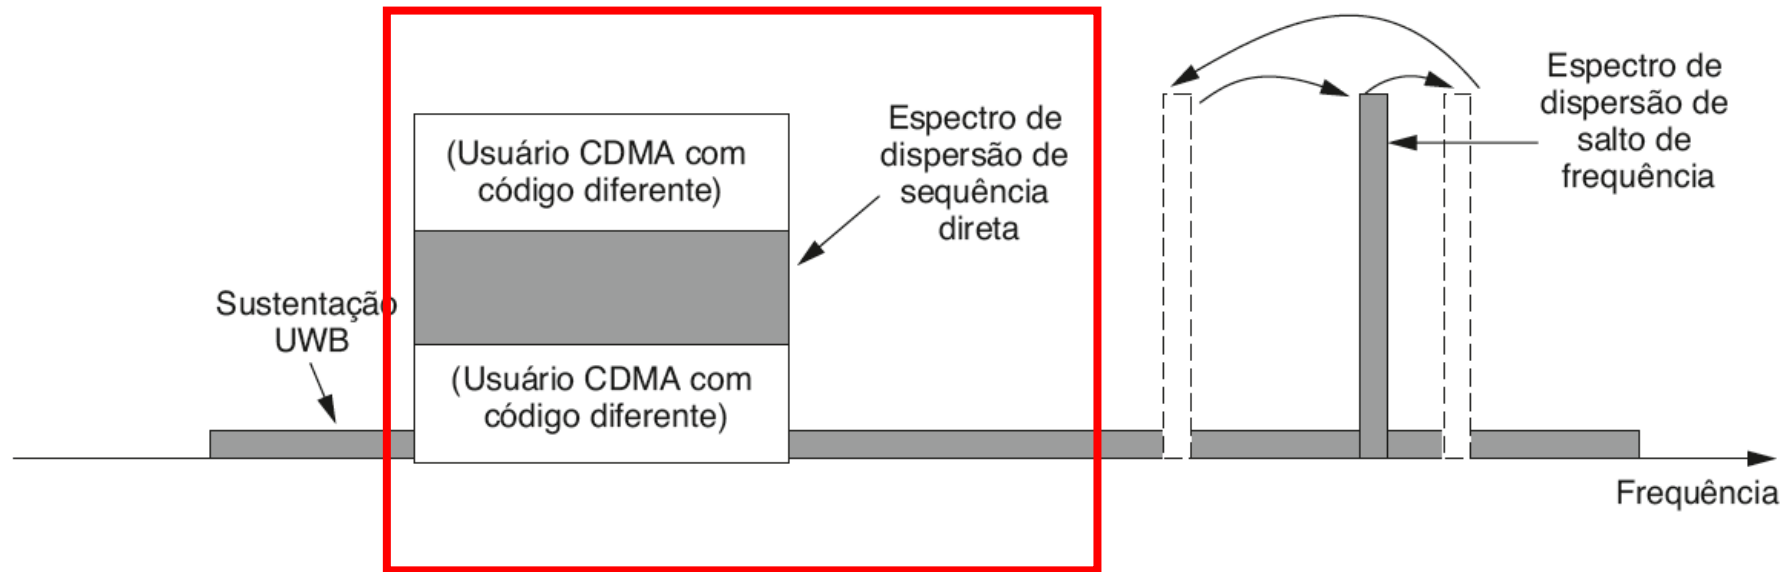 (Usuário CDMA com
código diferente)
Espectro de
dispersão de
sequência
direta
Espectro de
dispersão de
salto de
frequência
Sustentação
UWB
(Usuário CDMA com
código diferente)
Frequência